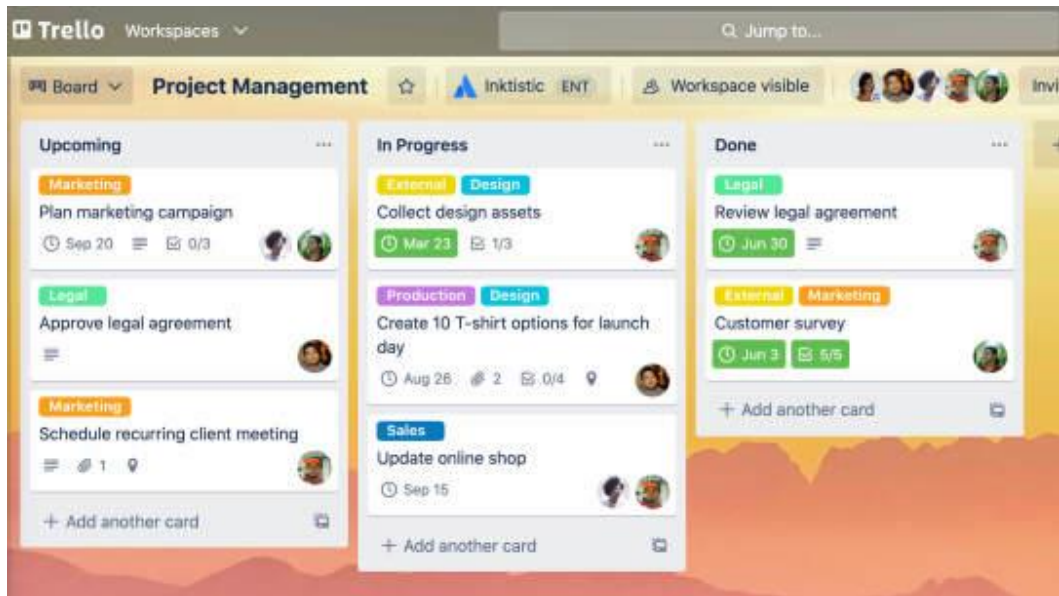 Trello Workspaces Jump to...
Board Project Management Inktistic ENT Workspace visible Invi
Upcoming
Marketing
Plan marketing campaign
Sep 20 0/3
Legal
Approve legal agreement
Marketing
Schedule recurring client meeting
1
+ Add another card
In Progress
External Design
Collect design assets
Mar 23 1/3
Production Design
Create 10 T-shirt options for launch
day
Aug 26 2 0/4
Sales
Update online shop
Sep 15
+ Add another card
Done
Legal
Review legal agreement
Jun 30
External Marketing
Customer survey
Jun 3 5/5
+ Add another card